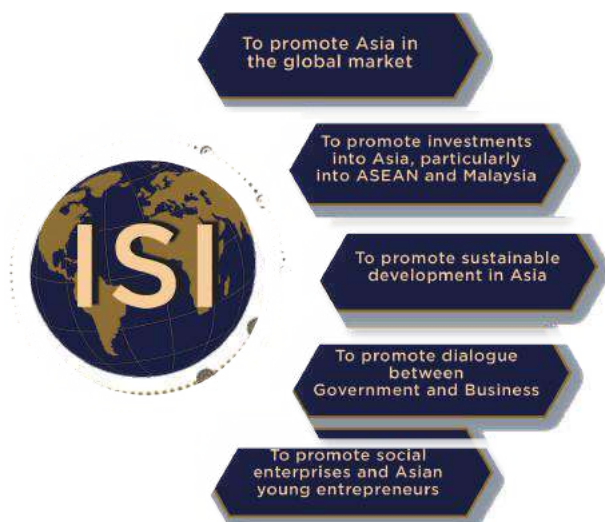 To promote Asia in
the global market
To promote investments
into Asia, particularly
into ASEAN and Malaysia
ISI
To promote sustainable
development in Asia
To promote dialogue
between
Government and Business
To promote social
enterprises and Asian
young entrepreneurs